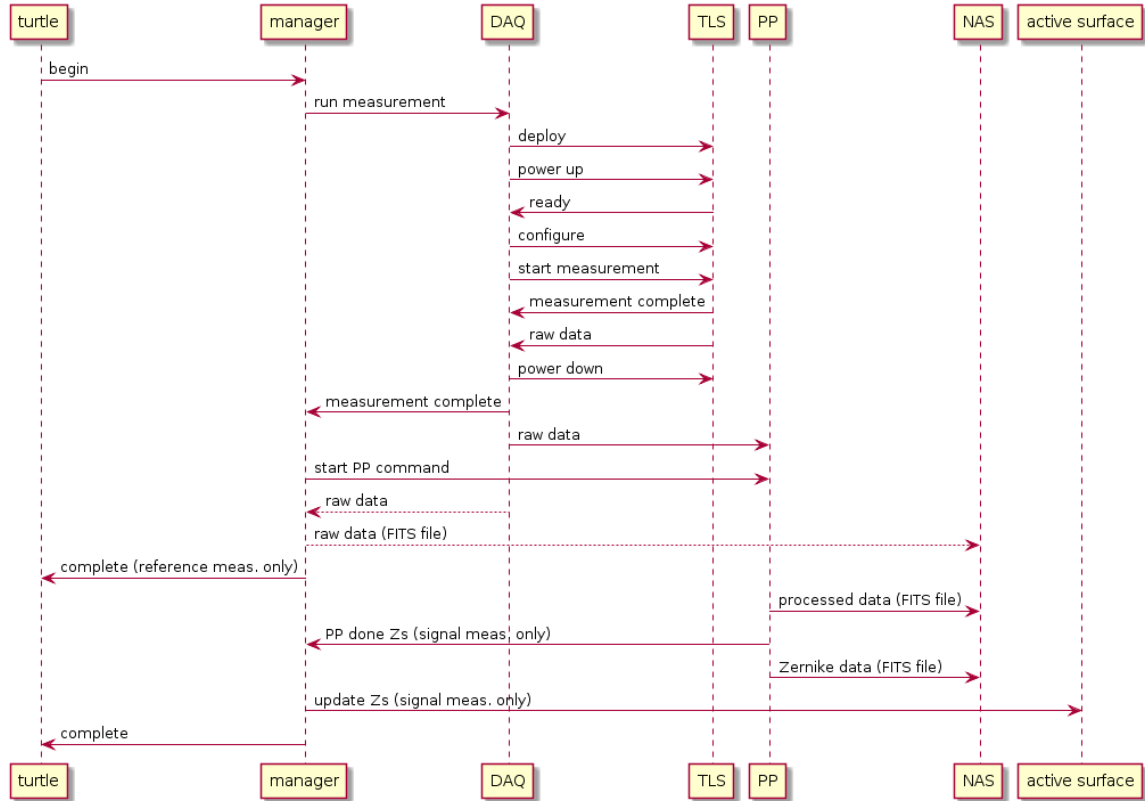 turtle manager DAQ TLS PP NAS active surface
begin
run measurement
deploy
power up
ready
configure
start measurement
measurement complete
raw data
power down
measurement complete
raw data
start PP command
raw data
raw data (FITS file)
complete (reference meas. only)
processed data (FITS file)
PP done Zs (signal meas. only)
Zernike data (FITS file)
update Zs (signal meas. only)
complete
turtle manager DAQ TLS PP NAS active surface